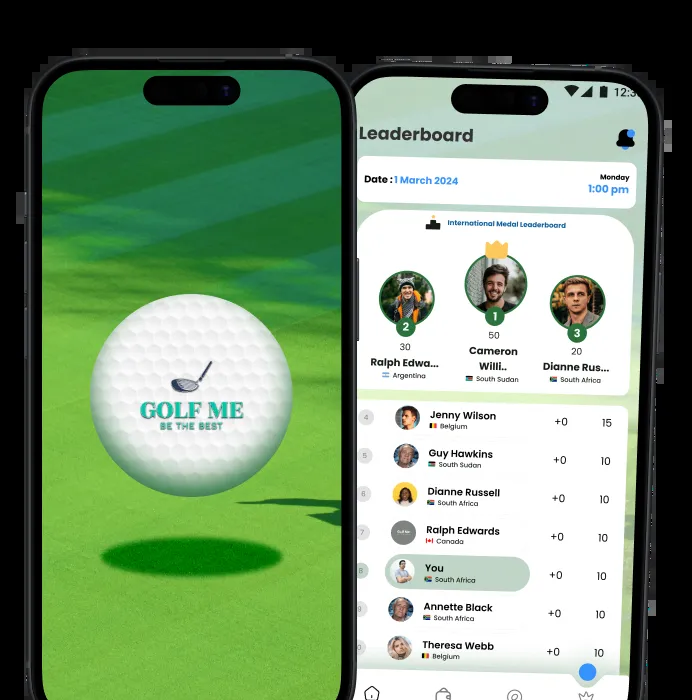 GOLF ME
BE THE BEST
12:3
Leaderboard
Date : 1 March 2024
Monday
1:00 pm
International Medal Leaderboard
2
1
3
30
50
20
Ralph Edwa...
Cameron
Willi..
Dianne Rus...
Argentina
South Sudan
South Africa
4
Jenny Wilson
Belgium
+0
15
5
Guy Hawkins
South Sudan
+0
10
6
Dianne Russell
South Africa
+0
10
7
Ralph Edwards
Canada
+0
10
8
You
South Africa
+0
10
9
Annette Black
South Africa
+0
10
0
Theresa Webb
Belgium
+0
10